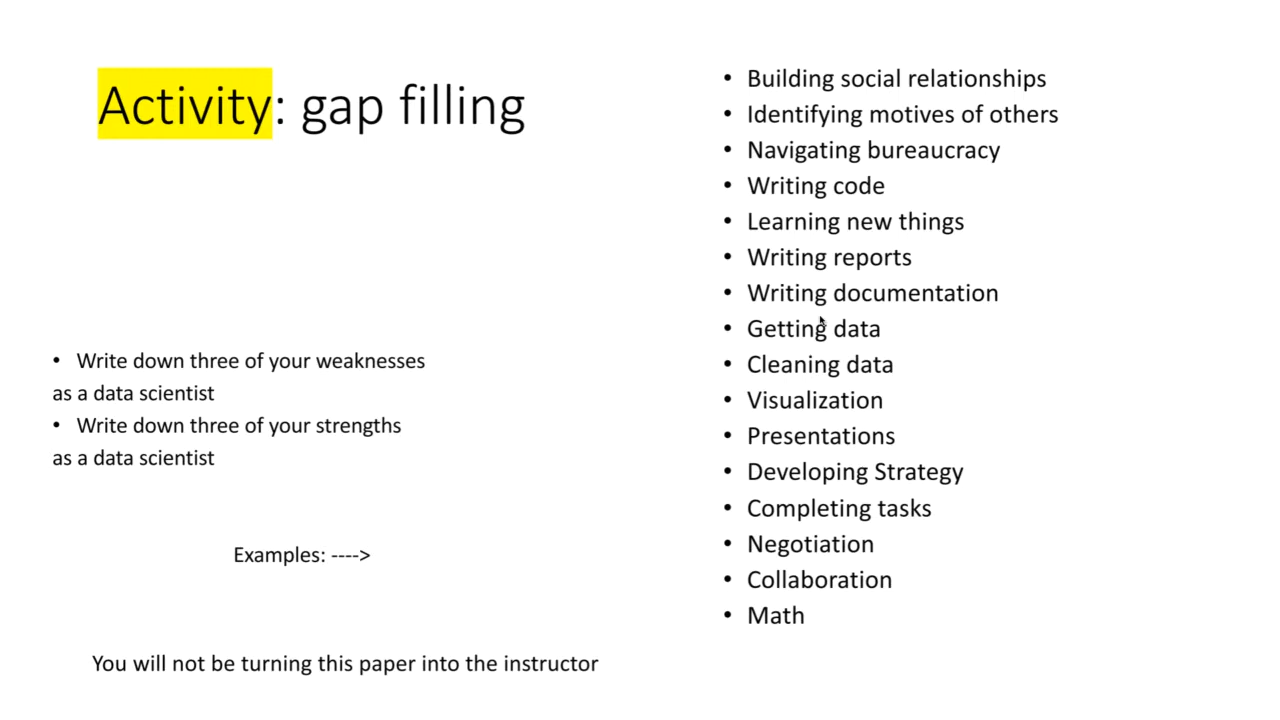 Activity: gap filling
• Write down three of your weaknesses
as a data scientist
• Write down three of your strengths
as a data scientist
Examples: ---->
You will not be turning this paper into the instructor
• Building social relationships
• Identifying motives of others
• Navigating bureaucracy
• Writing code
• Learning new things
• Writing reports
• Writing documentation
• Getting data
• Cleaning data
• Visualization
• Presentations
• Developing Strategy
• Completing tasks
• Negotiation
• Collaboration
• Math